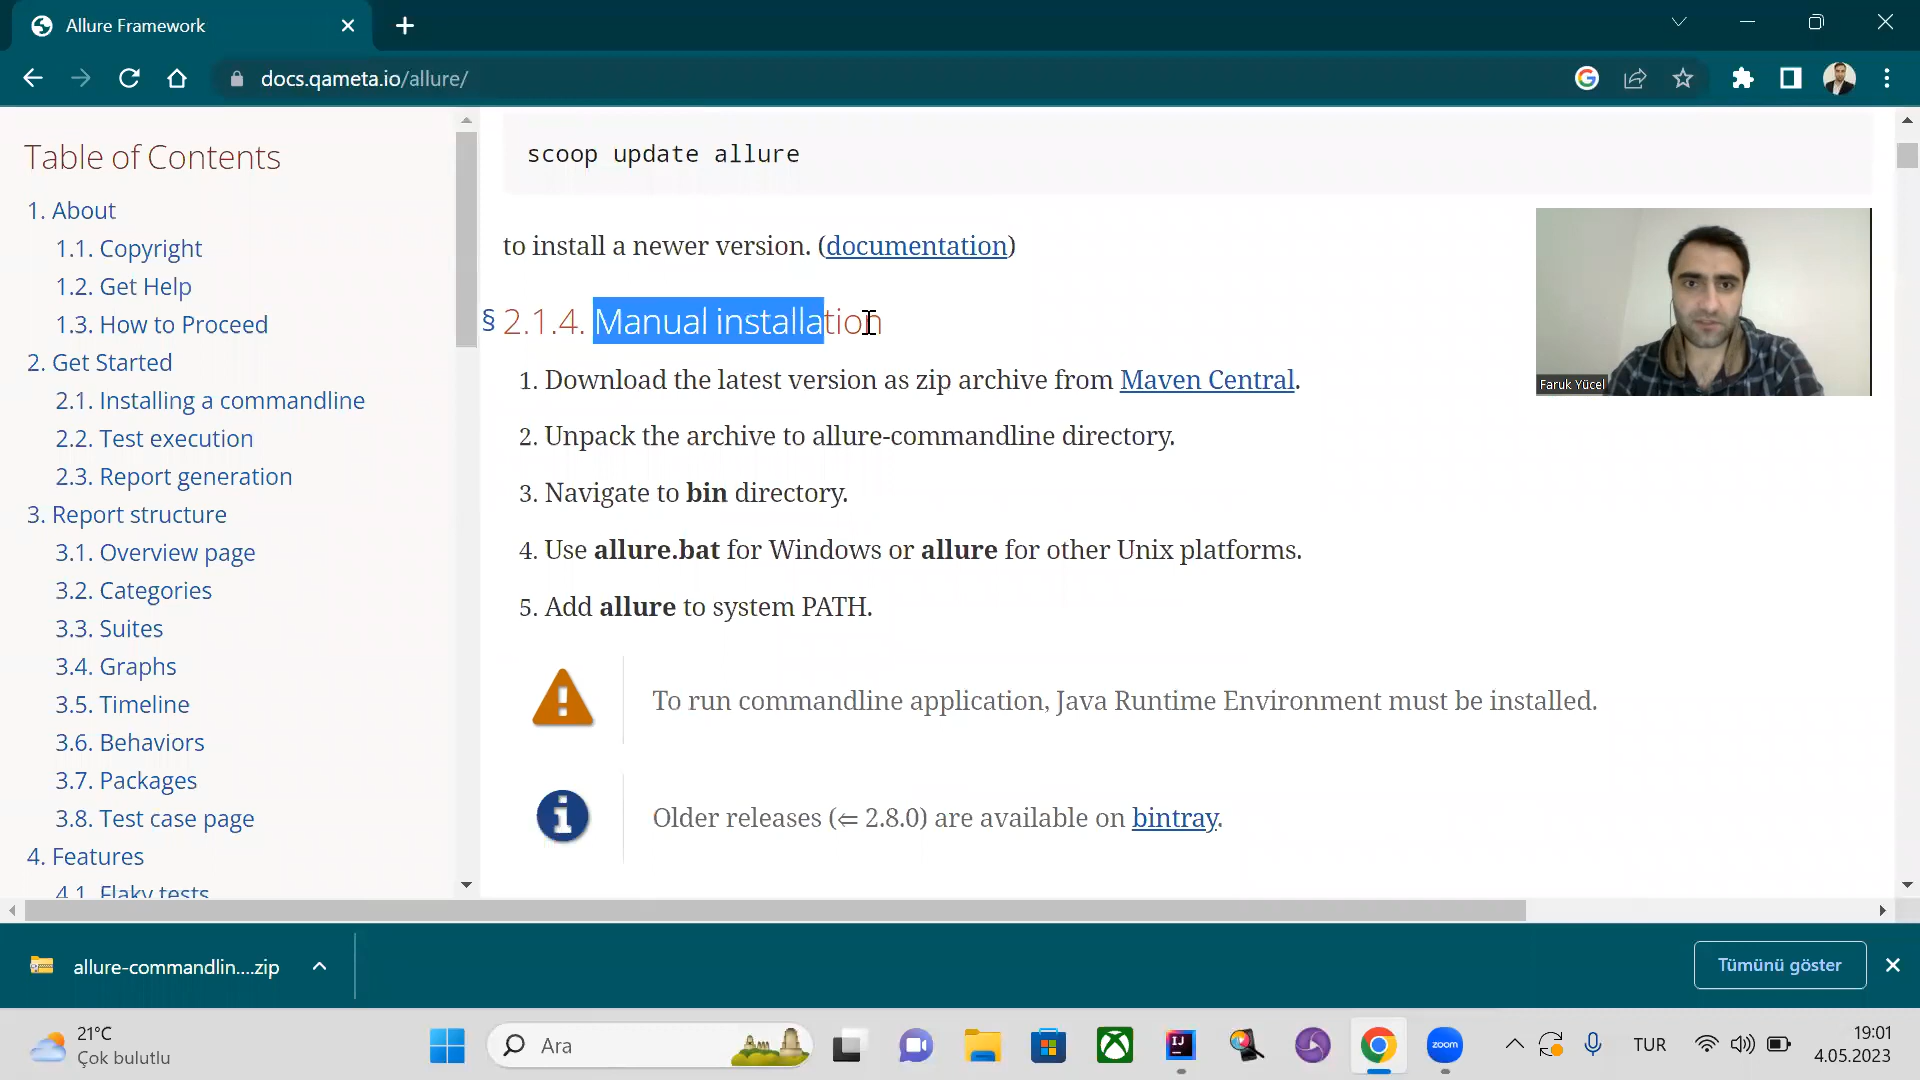 Allure Framework
docs.qameta.io/allure/
Table of Contents
1. About
1.1. Copyright
1.2. Get Help
1.3. How to Proceed
2. Get Started
2.1. Installing a commandline
2.2. Test execution
2.3. Report generation
3. Report structure
3.1. Overview page
3.2. Categories
3.3. Suites
3.4. Graphs
3.5. Timeline
3.6. Behaviors
3.7. Packages
3.8. Test case page
4. Features
4.1. Flaky tests
scoop update allure
to install a newer version. (documentation)
§ 2.1.4. Manual installation
1. Download the latest version as zip archive from Maven Central.
2. Unpack the archive to allure-commandline directory.
3. Navigate to bin directory.
4. Use allure.bat for Windows or allure for other Unix platforms.
5. Add allure to system PATH.
To run commandline application, Java Runtime Environment must be installed.
Older releases (⇐ 2.8.0) are available on bintray.
Faruk Yücel
allure-commandlin....zip
Tümünü göster
21°C
Çok bulutlu
Ara
IJ
zoom
TUR
19:01
4.05.2023